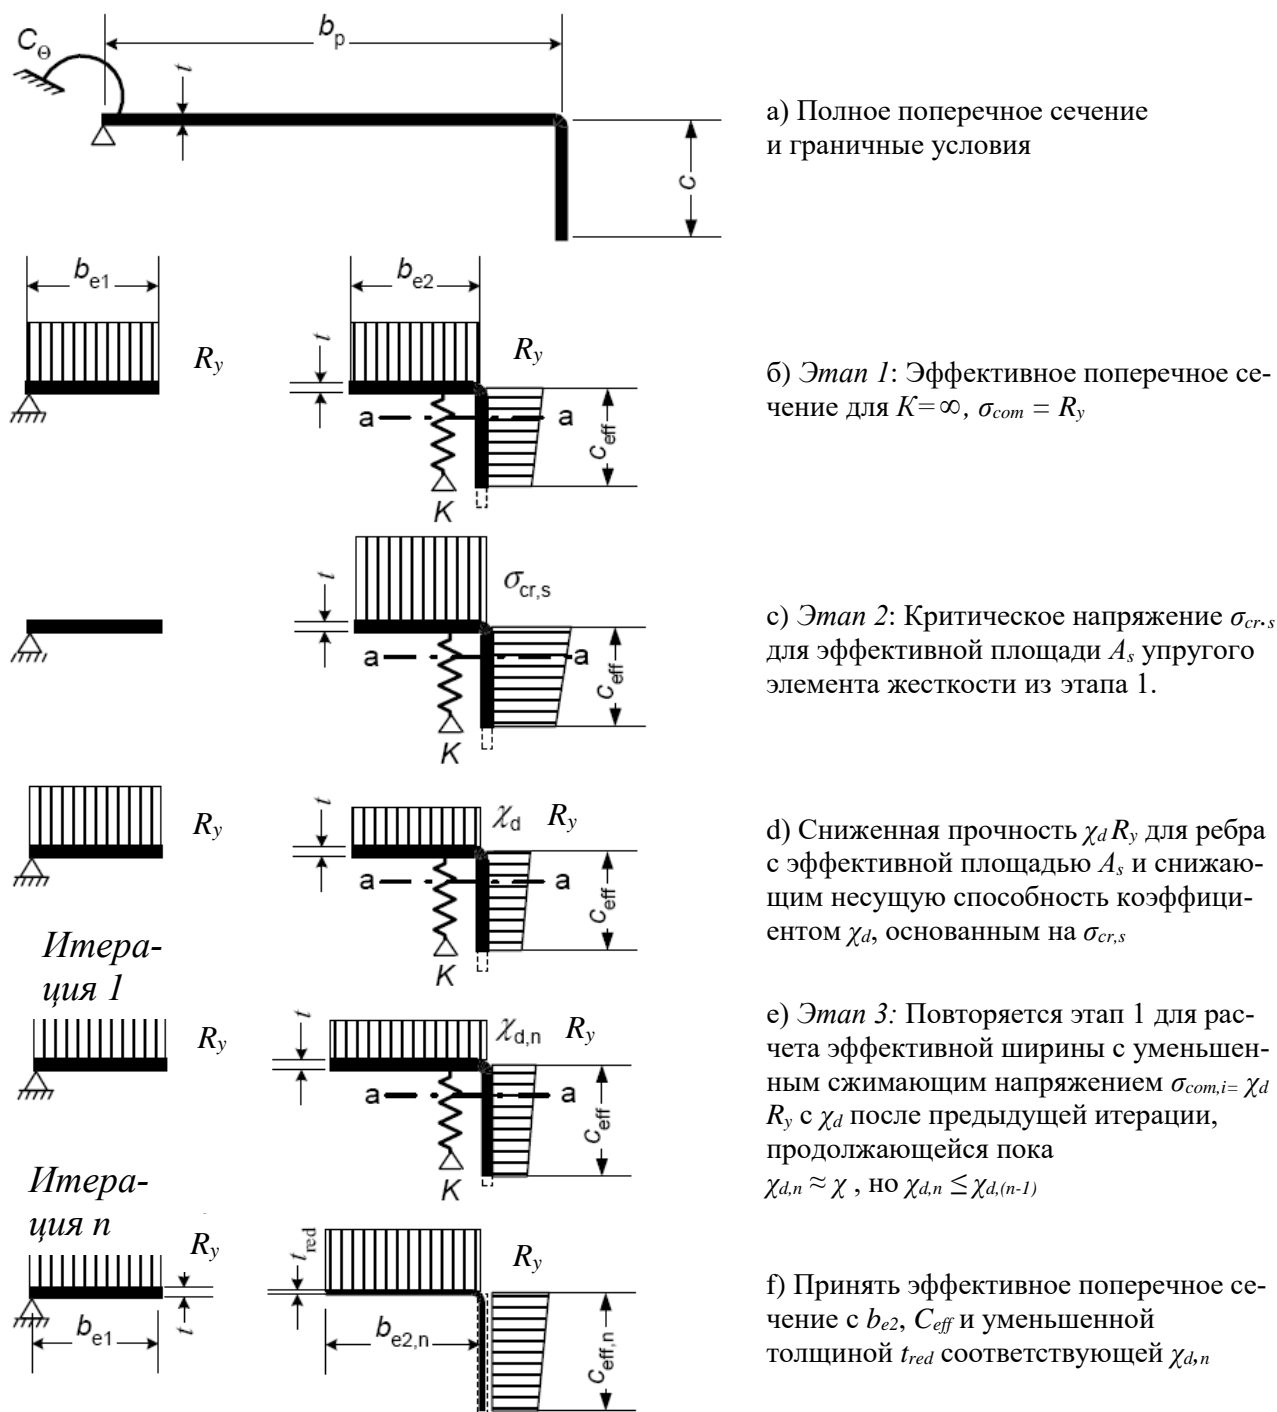 C_Θ
b_p
t
c
а) Полное поперечное сечение
и граничные условия
b_e1
b_e2
R_y
t
R_y
a
a
c_eff
K
б) Этап 1: Эффективное поперечное се-
чение для K=∞, σ_com = R_y
t
σ_cr,s
a
a
c_eff
K
c) Этап 2: Критическое напряжение σ_cr.s
для эффективной площади A_s упругого
элемента жесткости из этапа 1.
R_y
t
χ_d R_y
a
a
c_eff
K
d) Сниженная прочность χ_d R_y для ребра
с эффективной площадью A_s и снижаю-
щим несущую способность коэффици-
ентом χ_d, основанным на σ_cr,s
Итера-
ция 1
R_y
t
χ_d,n R_y
a
a
c_eff
K
e) Этап 3: Повторяется этап 1 для рас-
чета эффективной ширины с уменьшен-
ным сжимающим напряжением σ_com,i= χ_d
R_y с χ_d после предыдущей итерации,
продолжающейся пока
χ_d,n ≈ χ , но χ_d,n ≤ χ_d,(n-1)
Итера-
ция n
R_y
t
b_e1
t_red
R_y
b_e2,n
c_eff,n
f) Принять эффективное поперечное се-
чение с b_e2, C_eff и уменьшенной
толщиной t_red соответствующей χ_d,n